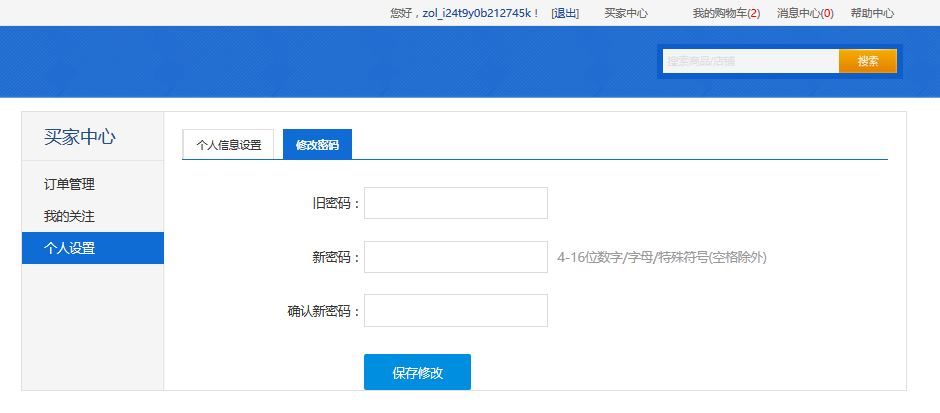 您好，zol_i24t9y0b212745k！ [退出] 买家中心 我的购物车(2) 消息中心(0) 帮助中心
搜索商品/店铺 搜索
买家中心
订单管理
我的关注
个人设置
个人信息设置 修改密码
旧密码：
新密码： 4-16位数字/字母/特殊符号(空格除外)
确认新密码：
保存修改